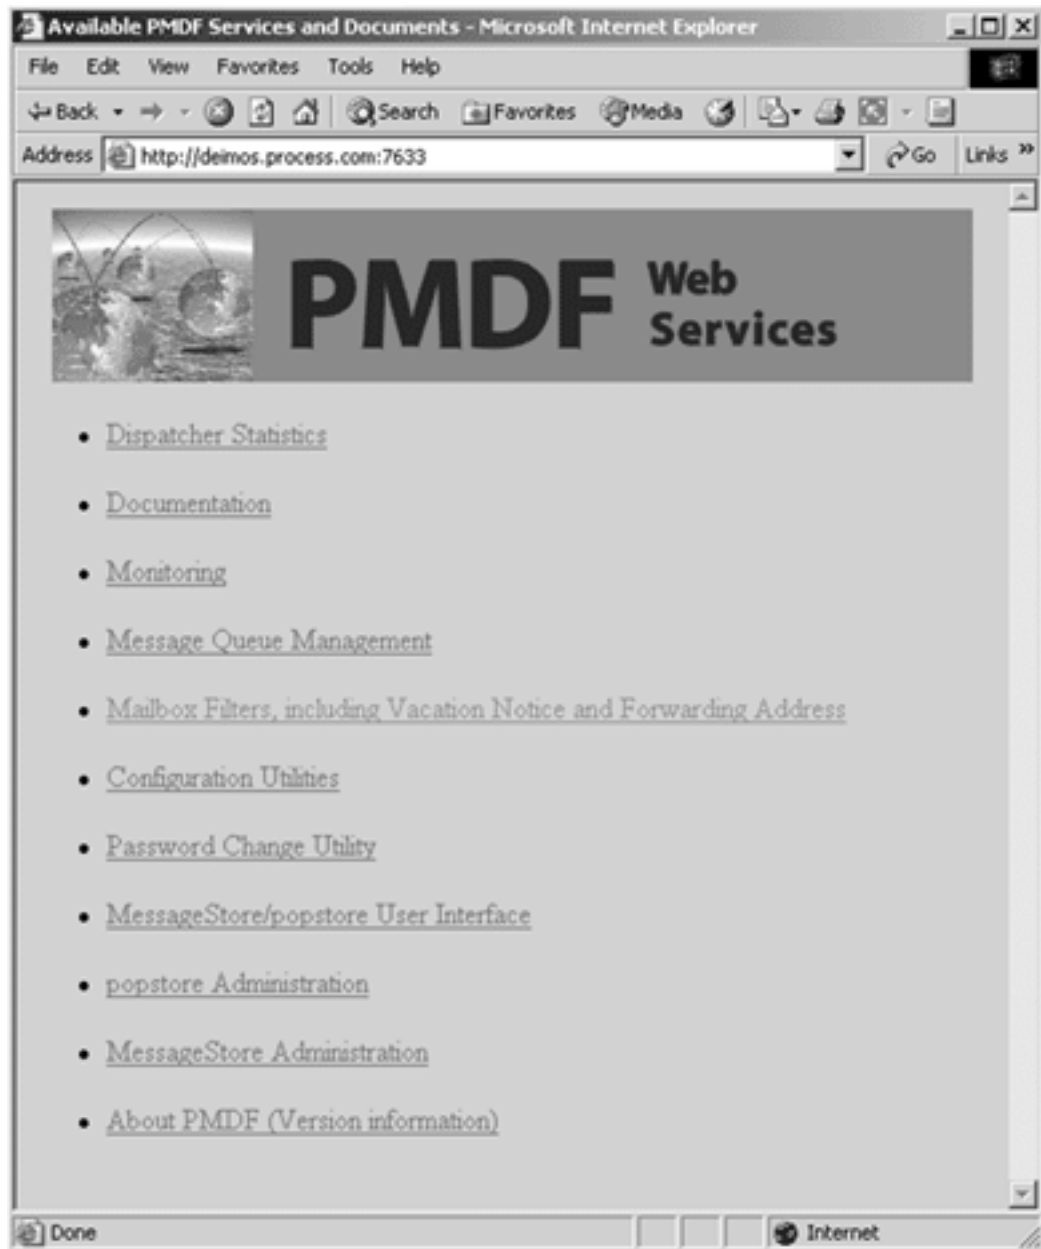 Available PMDF Services and Documents - Microsoft Internet Explorer
File Edit View Favorites Tools Help
Back Search Favorites Media
Address http://deimos.process.com:7633 Go Links »
PMDF Web Services
Dispatcher Statistics
Documentation
Monitoring
Message Queue Management
Mailbox Filters, including Vacation Notice and Forwarding Address
Configuration Utilities
Password Change Utility
MessageStore/popstore User Interface
popstore Administration
MessageStore Administration
About PMDF (Version information)
Done Internet